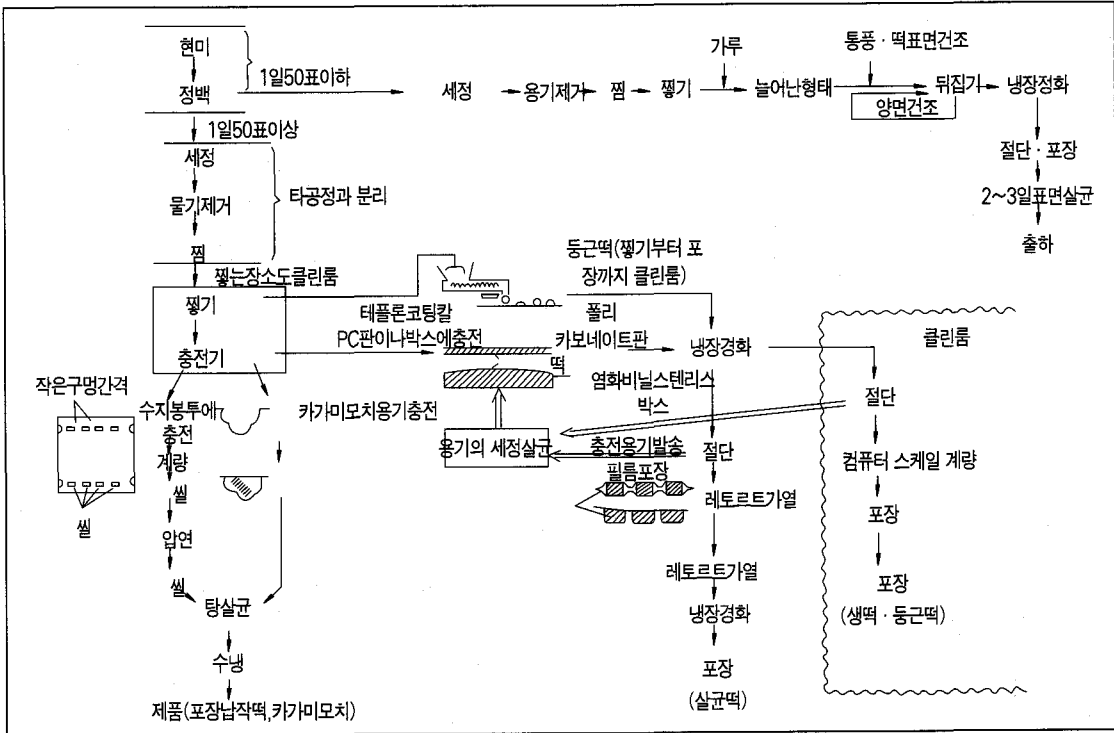 현미
정백
1일50표이하
세정
용기제거
찜
찧기
가루
늘어난형태
통풍·떡표면건조
양면건조
뒤집기
냉장정화
절단·포장
2~3일표면살균
출하
1일50표이상
세정
물기제거
찜
타공정과 분리
찧는장소도클린룸
찧기
충전기
둥근떡(찧기부터 포
장까지 클린룸)
테플론코팅칼
PC판이나박스에충전
폴리
카보네이트판
떡
냉장경화
염화비닐스텐리스
박스
클린룸
절단
컴퓨터 스케일 계량
포장
포장
(생떡·둥근떡)
작은구멍간격
씰
수지봉투에
충전
계량
씰
압연
씰
카가미모치용기충전
탕살균
수냉
제품(포장납작떡,카가미모치)
용기의 세정살균
충전용기발송
필름포장
절단
레토르트가열
레토르트가열
냉장경화
포장
(살균떡)